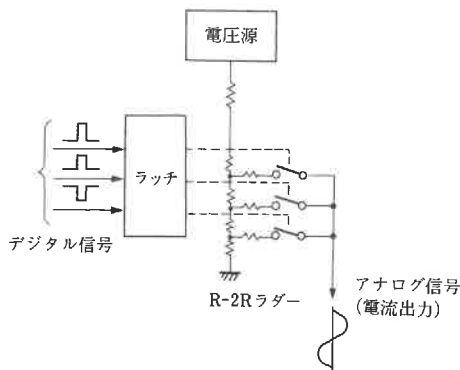 電圧源
ラッチ
デジタル信号
R-2Rラダー
アナログ信号
(電流出力)